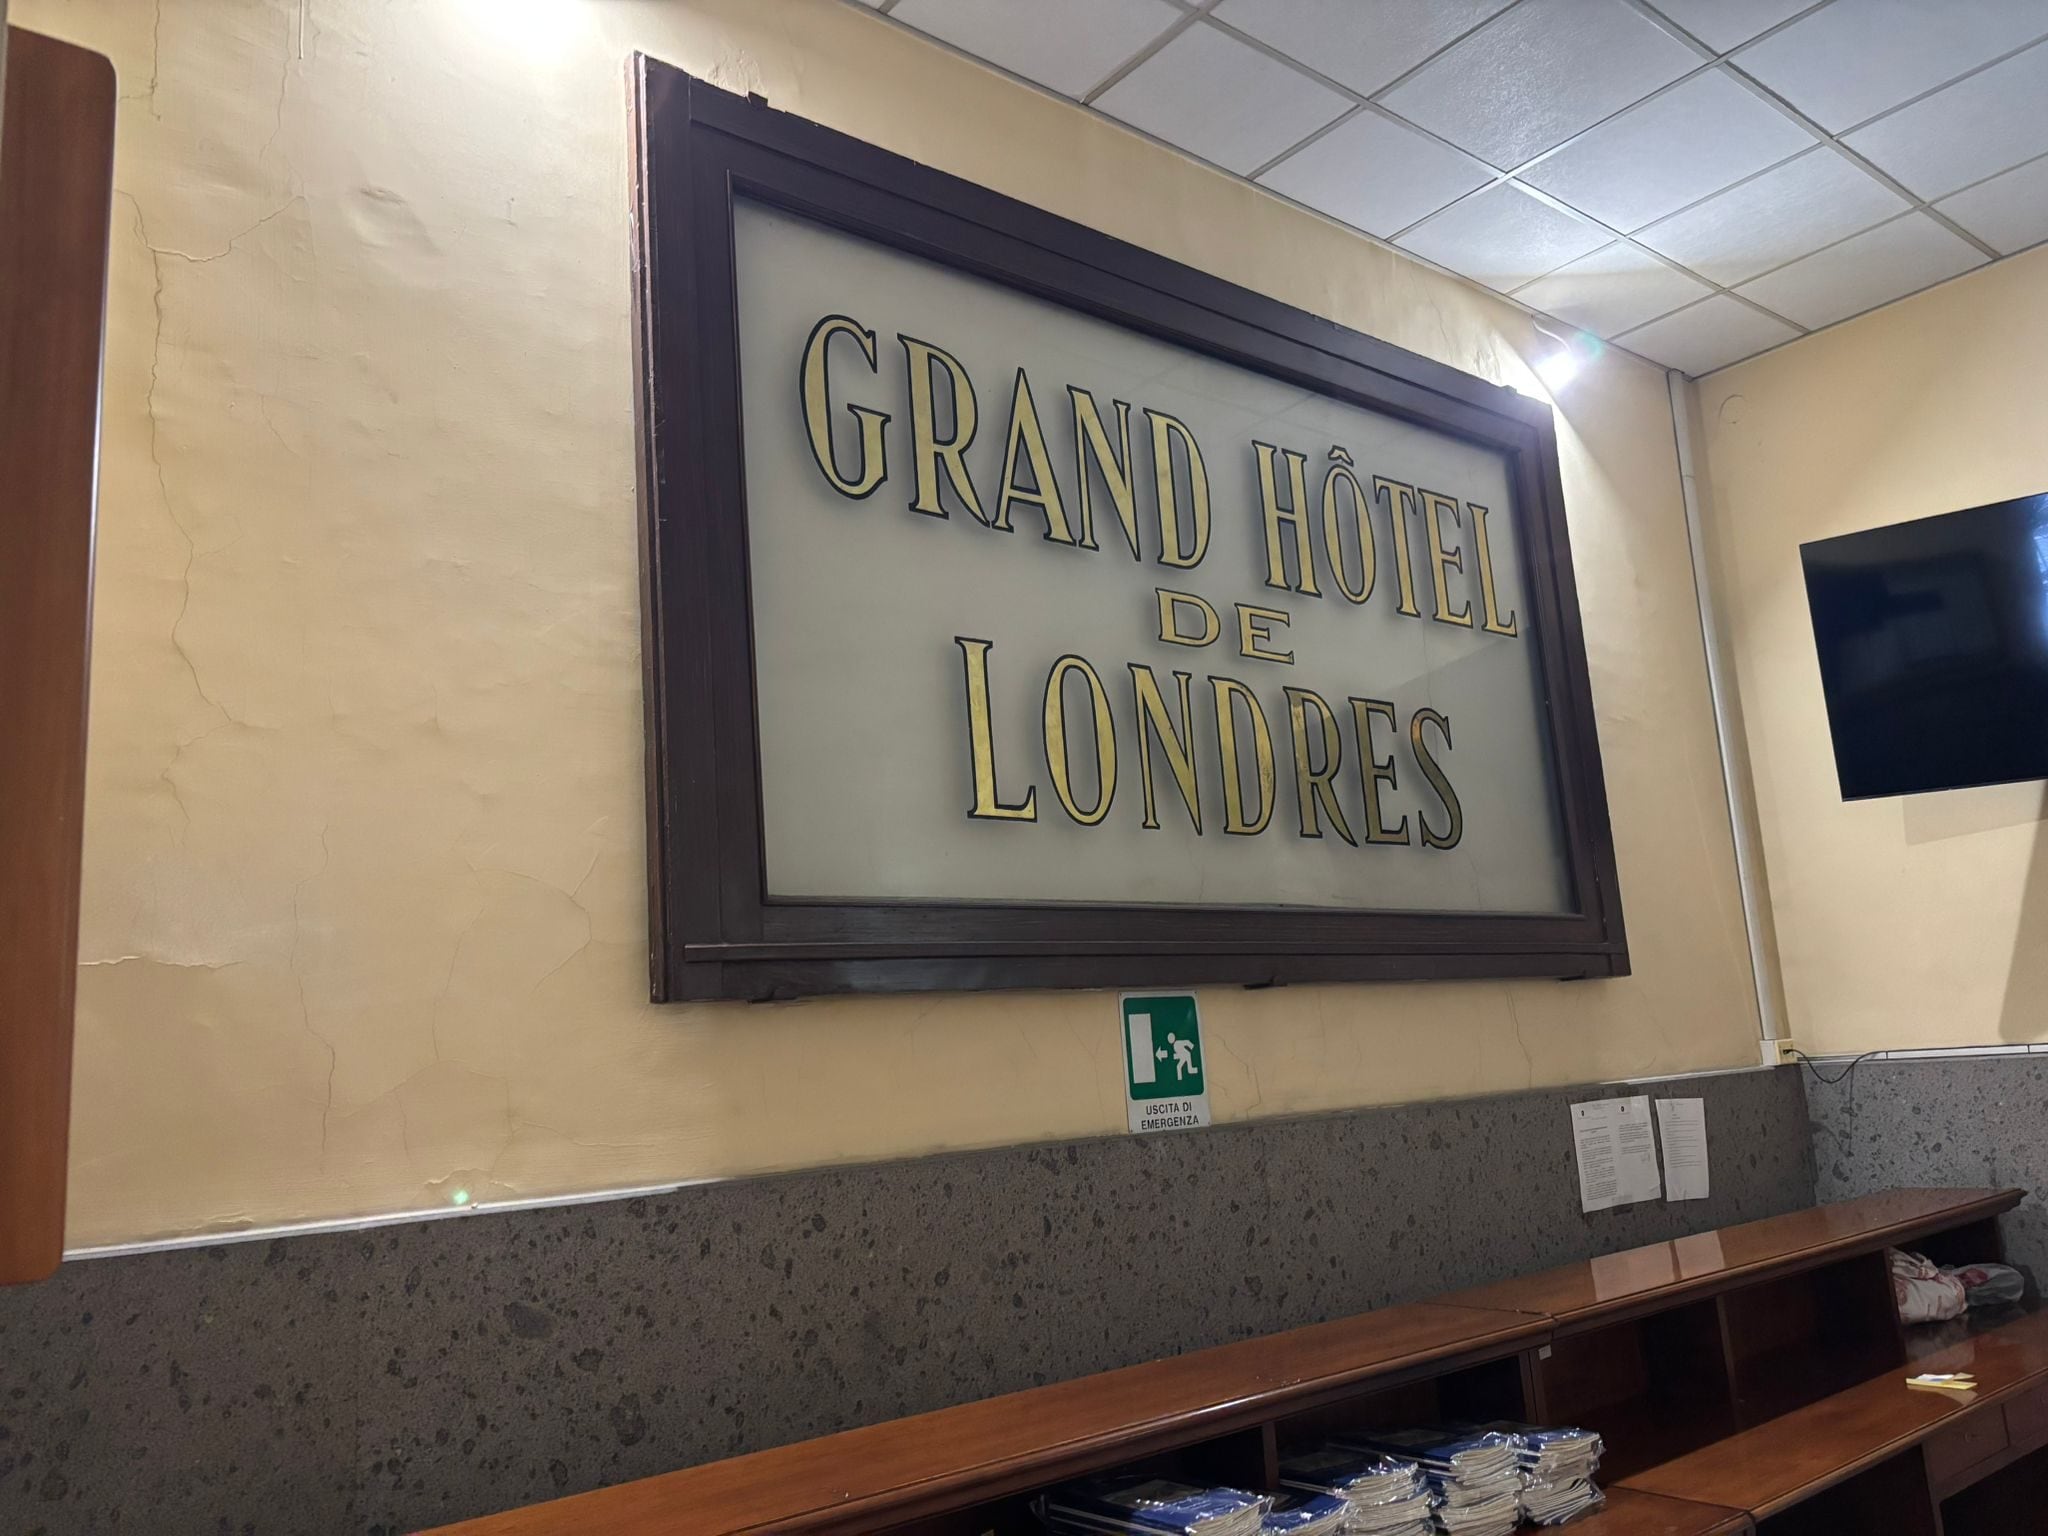 GRAND HÔTEL
DE
LONDRES
USCITA DI
EMERGENZA